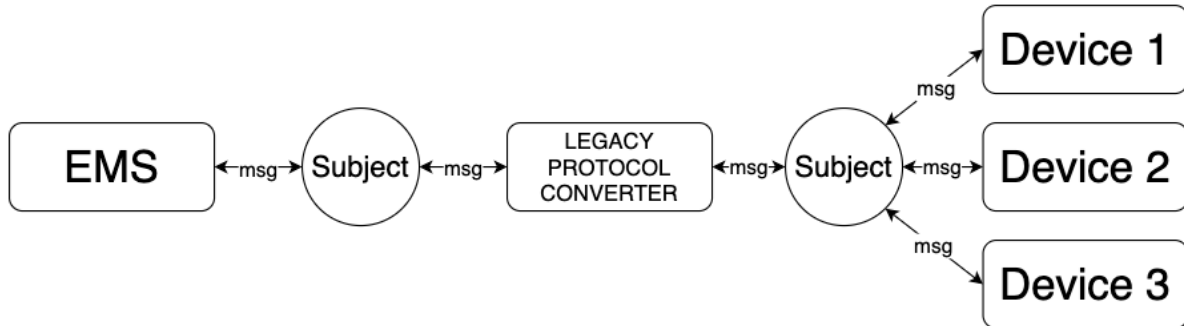 EMS
msg
Subject
msg
LEGACY
PROTOCOL
CONVERTER
msg
Subject
msg
Device 1
msg
Device 2
msg
Device 3